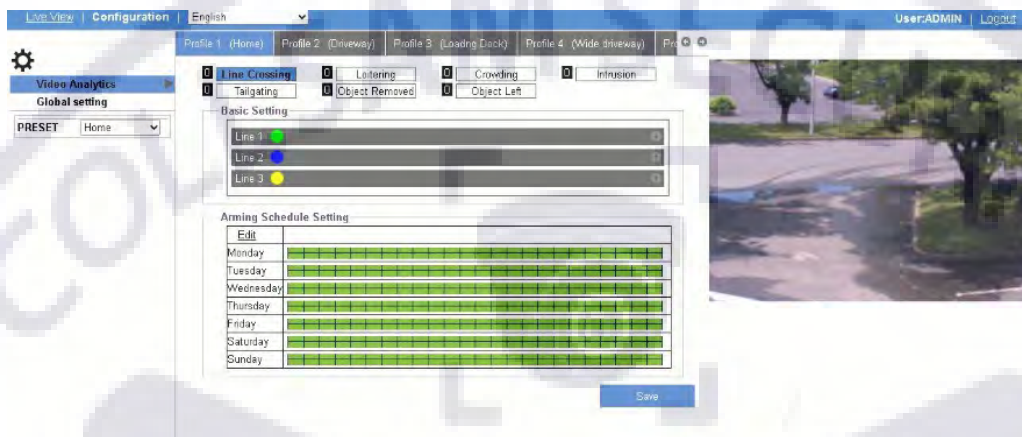 Live View | Configuration | English User:ADMIN | Logout
Profile 1 (Home) Profile 2 (Driveway) Profile 3 (Loading Dock) Profile 4 (Wide driveway)
0 Line Crossing 0 Loitering 0 Crowding 0 Intrusion
0 Tailgating 0 Object Removed 0 Object Left
Video Analytics
Global setting
PRESET Home
Basic Setting
Line 1
Line 2
Line 3
Arming Schedule Setting
Edit
Monday
Tuesday
Wednesday
Thursday
Friday
Saturday
Sunday
Save